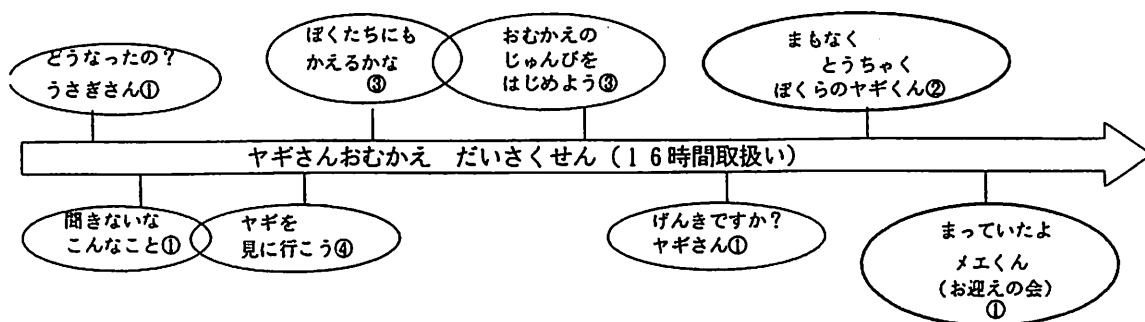 どうなったの？
うさぎさん①
ぼくたちにも
かえるかな
③
おむかえの
じゅんびを
はじめよう③
まもなく
とうちゃく
ぼくらのヤギくん②
ヤギさんおむかえ　だいさくせん（１６時間取扱い）
聞きないな
こんなこと①
ヤギを
見に行こう④
げんきですか？
ヤギさん①
まっていたよ
メエくん
(お迎えの会)
①